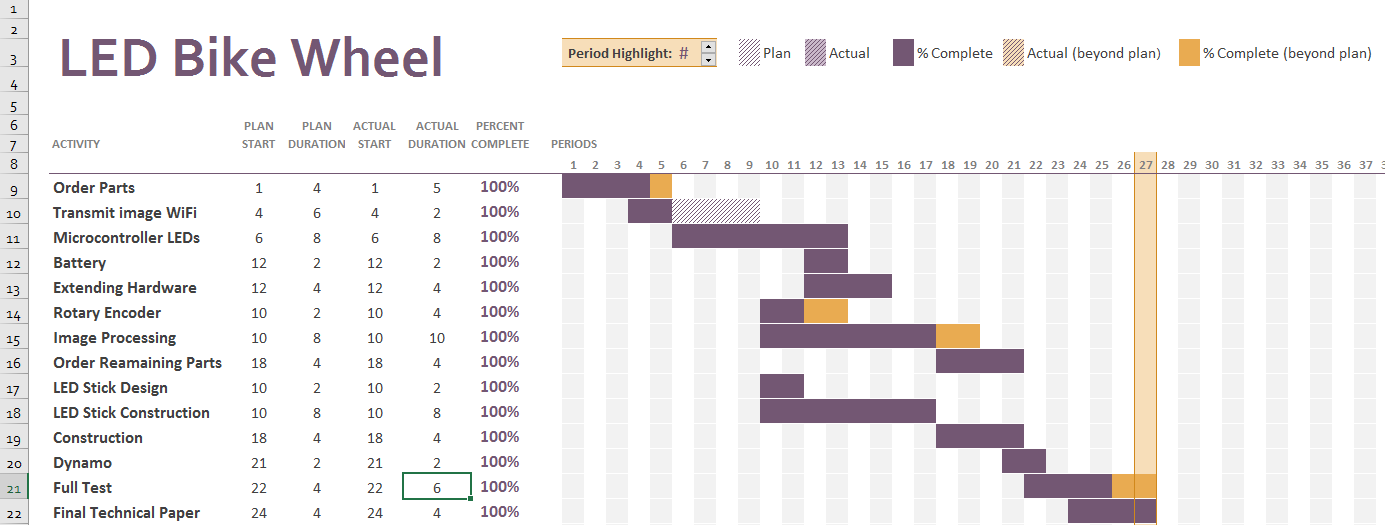 1
2
LED Bike Wheel
3
Period Highlight: #
Plan
Actual
% Complete
Actual (beyond plan)
% Complete (beyond plan)
4
5
6
PLAN PLAN ACTUAL ACTUAL PERCENT
7 ACTIVITY START DURATION START DURATION COMPLETE PERIODS
8 1 2 3 4 5 6 7 8 9 10 11 12 13 14 15 16 17 18 19 20 21 22 23 24 25 26 27 28 29 30 31 32 33 34 35 36 37
9 Order Parts 1 4 1 5 100%
10 Transmit image WiFi 4 6 4 2 100%
11 Microcontroller LEDs 6 8 6 8 100%
12 Battery 12 2 12 2 100%
13 Extending Hardware 12 4 12 4 100%
14 Rotary Encoder 10 2 10 4 100%
15 Image Processing 10 8 10 10 100%
16 Order Reamaining Parts 18 4 18 4 100%
17 LED Stick Design 10 2 10 2 100%
18 LED Stick Construction 10 8 10 8 100%
19 Construction 18 4 18 4 100%
20 Dynamo 21 2 21 2 100%
21 Full Test 22 4 22 6 100%
22 Final Technical Paper 24 4 24 4 100%